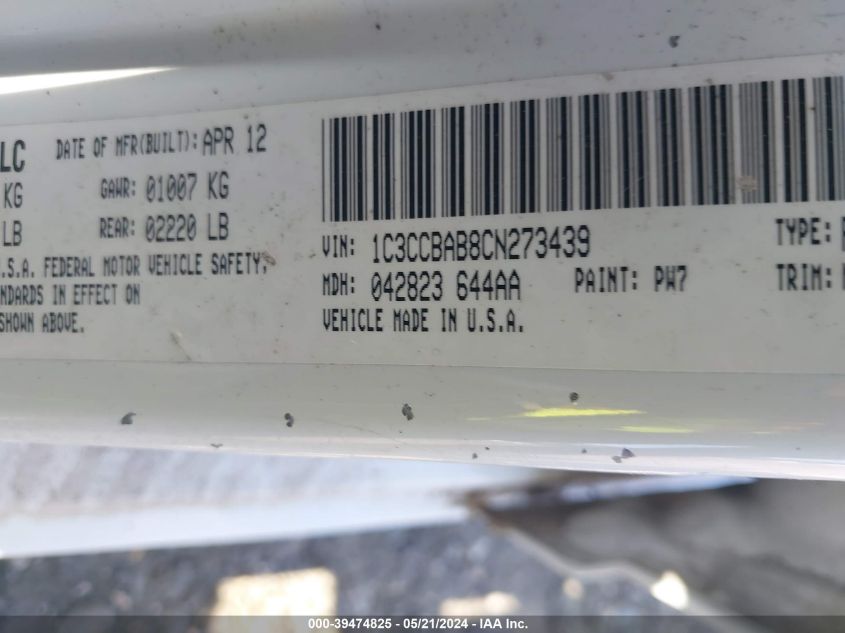 LC DATE OF MFR(BUILT): APR 12
KG GAWR: 01007 KG
LB REAR: 02220 LB
.S.A. FEDERAL MOTOR VEHICLE SAFETY,
NDARDS IN EFFECT ON
SHOWN ABOVE.
VIN: 1C3CCBAB8CN273439 TYPE:
MDH: 042823 644AA PAINT: PW7 TRIM:
VEHICLE MADE IN U.S.A.
000-39474825 - 05/21/2024 - IAA Inc.